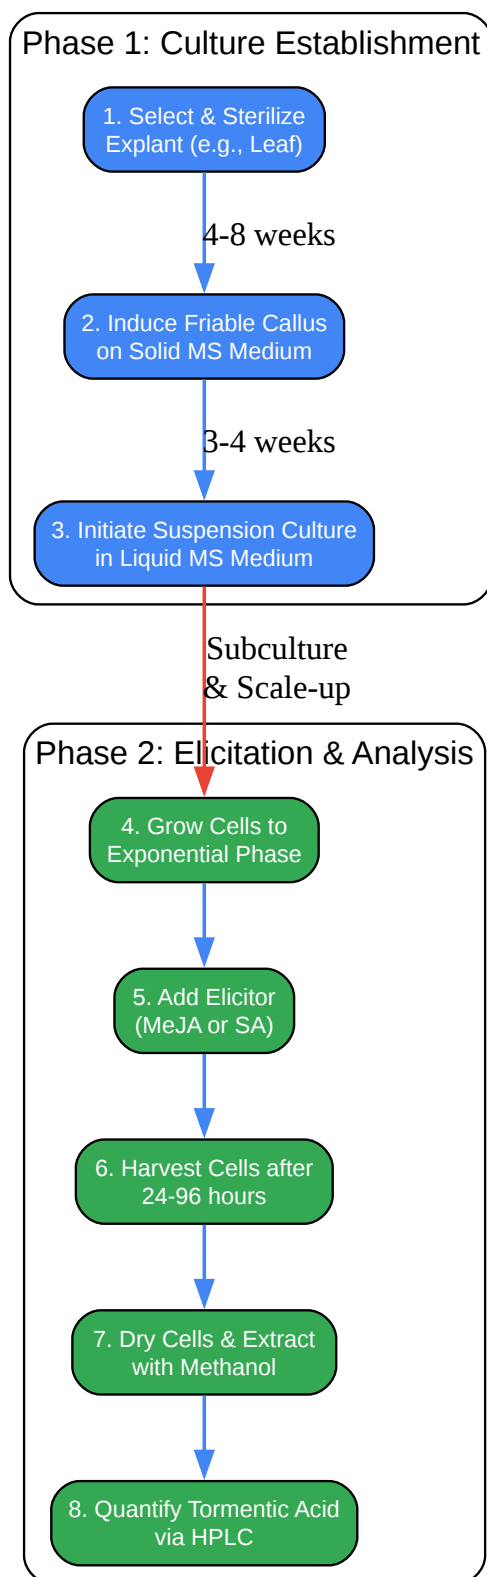 Phase 1: Culture Establishment
1. Select & Sterilize
Explant (e.g., Leaf)
4-8 weeks
2. Induce Friable Callus
on Solid MS Medium
3-4 weeks
3. Initiate Suspension Culture
in Liquid MS Medium
Subculture
& Scale-up
Phase 2: Elicitation & Analysis
4. Grow Cells to
Exponential Phase
5. Add Elicitor
(MeJA or SA)
6. Harvest Cells after
24-96 hours
7. Dry Cells & Extract
with Methanol
8. Quantify Tormentic Acid
via HPLC